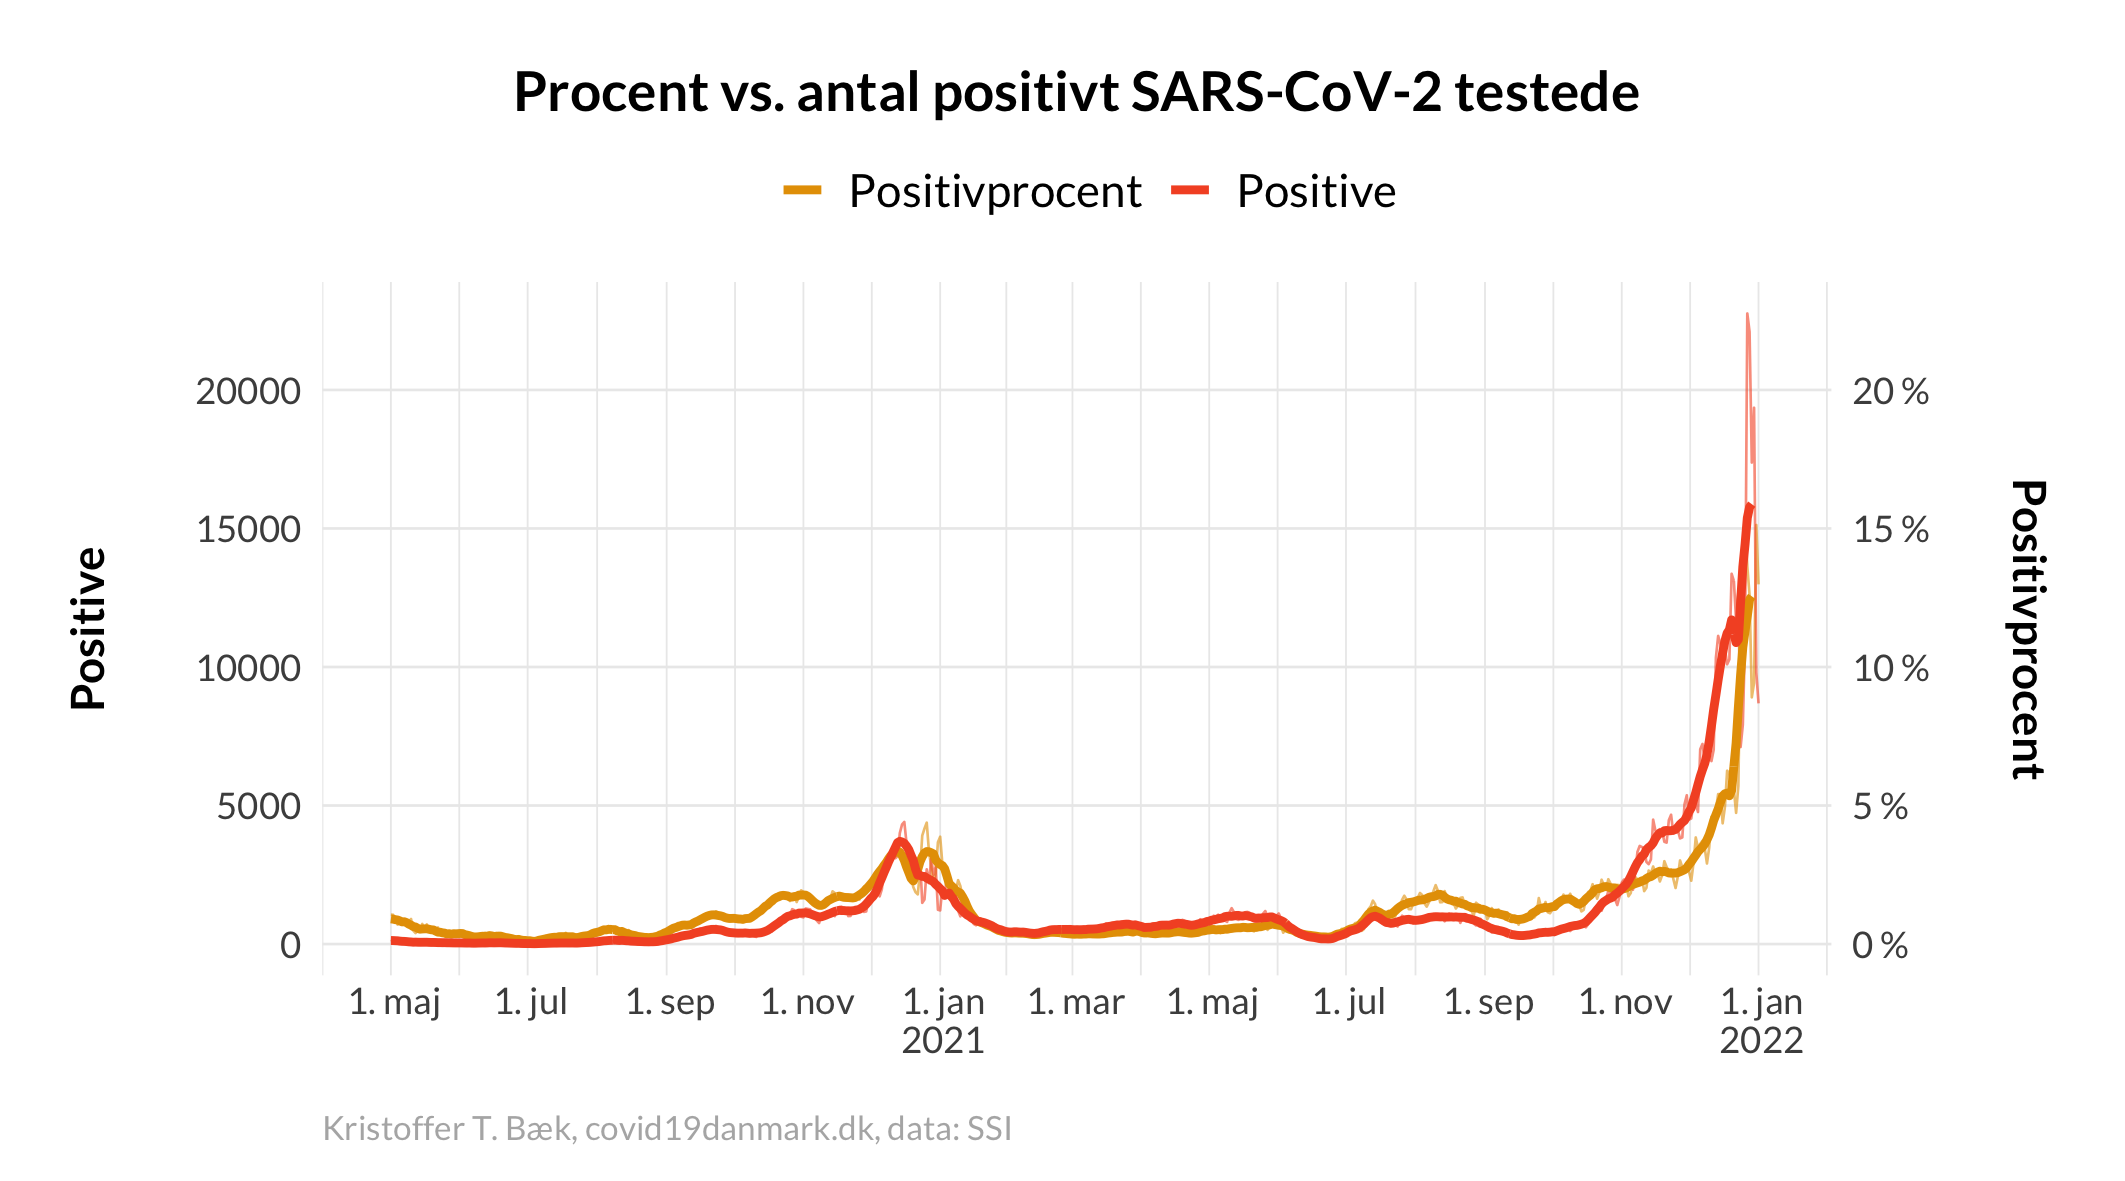 Procent vs. antal positivt SARS-CoV-2 testede
Positivprocent Positive
Positive
20000
15000
10000
5000
0
20 %
15 %
10 %
5 %
0 %
Positivprocent
1. maj 1. jul 1. sep 1. nov 1. jan 1. mar 1. maj 1. jul 1. sep 1. nov 1. jan
2021 2022
Kristoffer T. Bæk, covid19danmark.dk, data: SSI